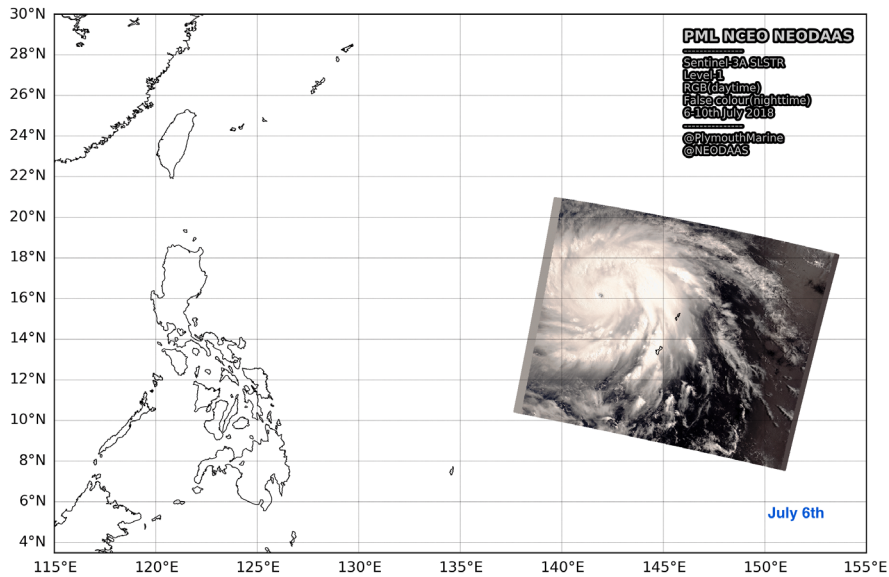 30°N
28°N
26°N
24°N
22°N
20°N
18°N
16°N
14°N
12°N
10°N
8°N
6°N
4°N
PML NCEO NEODAAS
---------------
Sentinel-3A SLSTR
Level-1
RGB(daytime)
False colour(nighttime)
6-10th July 2018
---------------
@PlymouthMarine
@NEODAAS
July 6th
115°E 120°E 125°E 130°E 135°E 140°E 145°E 150°E 155°E